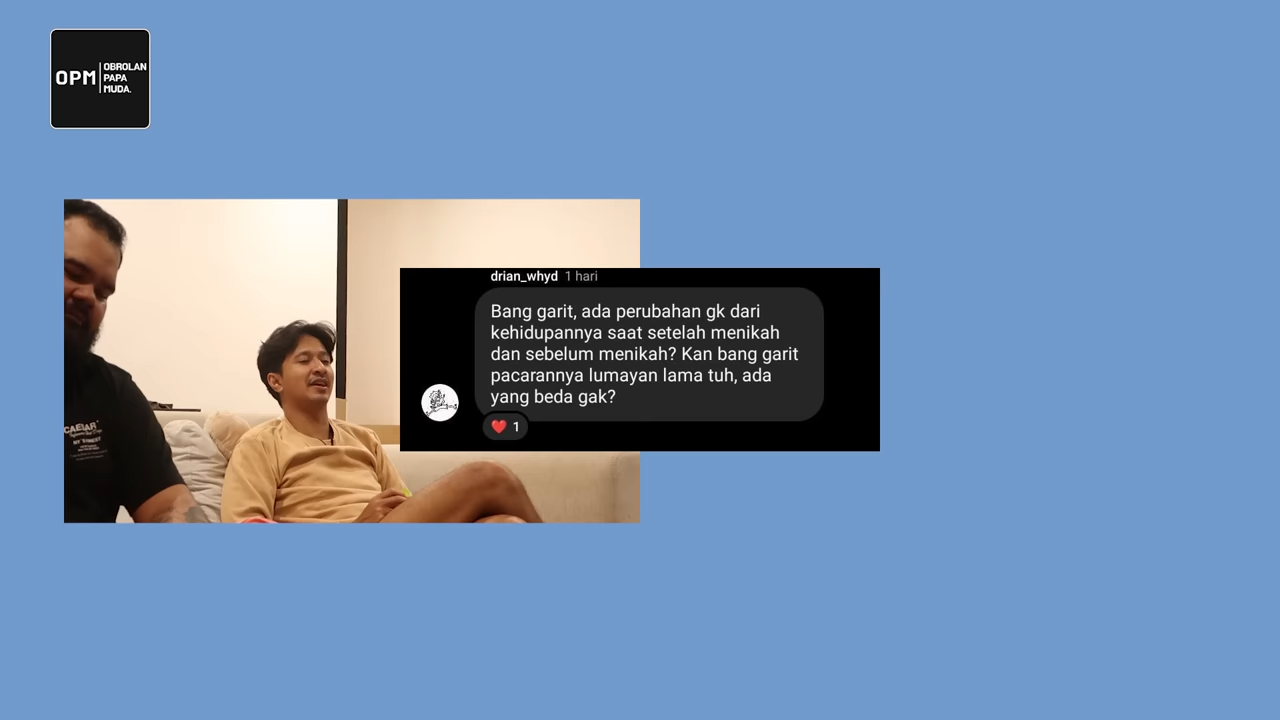 OPM
OBROLAN
PAPA
MUDA.
drian_whyd 1 hari
Bang garit, ada perubahan gk dari
kehidupannya saat setelah menikah
dan sebelum menikah? Kan bang garit
pacarannya lumayan lama tuh, ada
yang beda gak?
❤️ 1
CAESAR